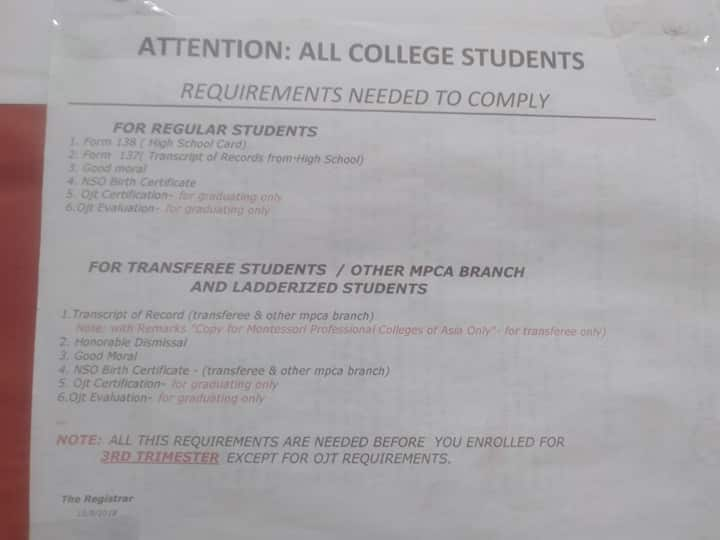 ATTENTION: ALL COLLEGE STUDENTS
REQUIREMENTS NEEDED TO COMPLY
FOR REGULAR STUDENTS
1. Form 138 ( High School Card)
2. Form 137( Transcript of Records from High School)
3. Good moral
4. NSO Birth Certificate
5. Ojt Certification- for graduating only
6.Ojt Evaluation- for graduating only
FOR TRANSFEREE STUDENTS / OTHER MPCA BRANCH
AND LADDERIZED STUDENTS
1.Transcript of Record (transferee & other mpca branch)
Note: with Remarks "Copy for Montessori Professional Colleges of Asia Only"- for transferee only)
2. Honorable Dismissal
3. Good Moral
4. NSO Birth Certificate - (transferee & other mpca branch)
5. Ojt Certification- for graduating only
6.Ojt Evaluation- for graduating only
NOTE: ALL THIS REQUIREMENTS ARE NEEDED BEFORE YOU ENROLLED FOR
3RD TRIMESTER EXCEPT FOR OJT REQUIREMENTS.
The Registrar